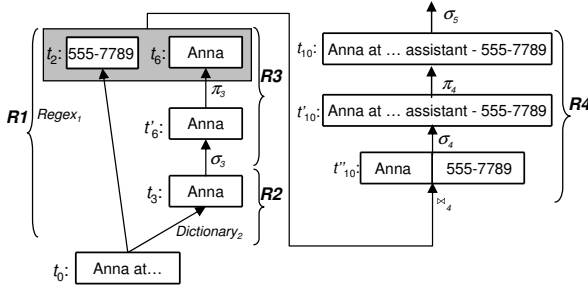 σ5
t2: 555-7789
t6: Anna
t10: Anna at ... assistant - 555-7789
R1
Regex1
π3
R3
π4
R4
t'6: Anna
t'10: Anna at ... assistant - 555-7789
σ3
σ4
t3: Anna
R2
t''10: Anna 555-7789
Dictionary2
⋈4
t0: Anna at...